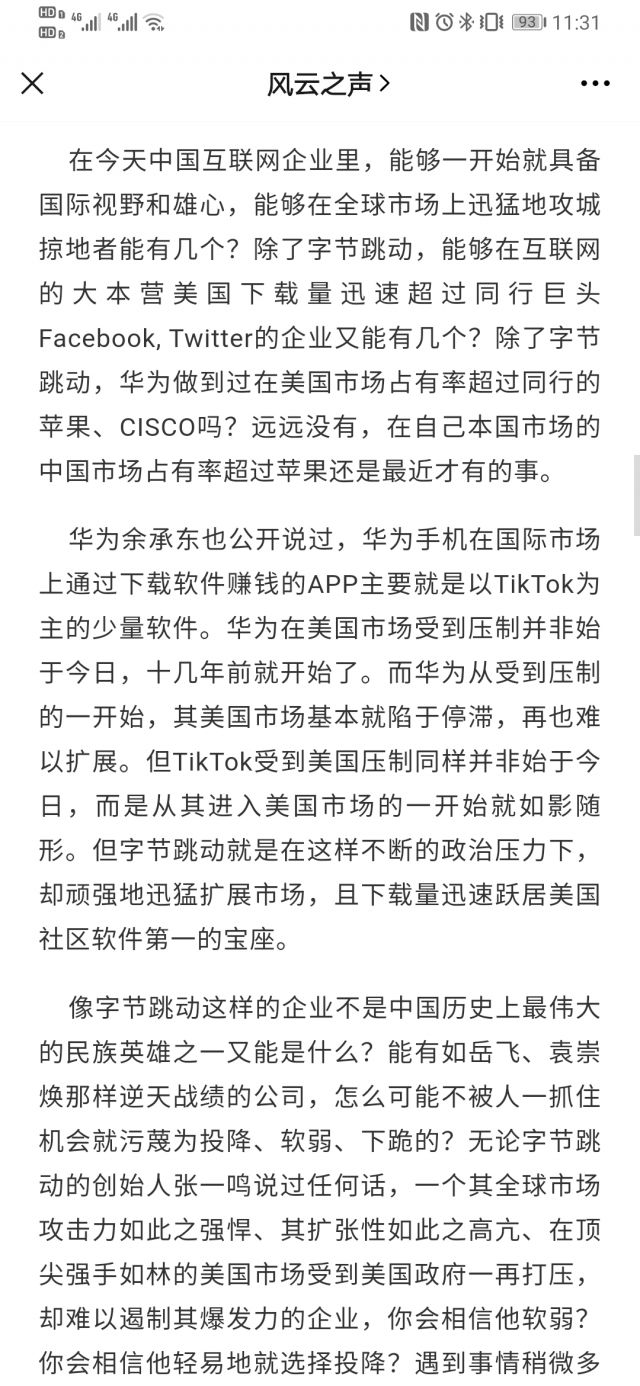 HD 1 4G 4G
HD 2
93 11:31
风云之声
在今天中国互联网企业里，能够一开始就具备
国际视野和雄心，能够在全球市场上迅猛地攻城
掠地者能有几个？除了字节跳动，能够在互联网
的大本营美国下载量迅速超过同行巨头
Facebook, Twitter的企业又能有几个？除了字节
跳动，华为做到过在美国市场占有率超过同行的
苹果、CISCO吗？远远没有，在自己本国市场的
中国市场占有率超过苹果还是最近才有的事。
华为余承东也公开说过，华为手机在国际市场
上通过下载软件赚钱的APP主要就是以TikTok为
主的少量软件。华为在美国市场受到压制并非始
于今日，十几年前就开始了。而华为从受到压制
的一开始，其美国市场基本就陷于停滞，再也难
以扩展。但TikTok受到美国压制同样并非始于今
日，而是从其进入美国市场的一开始就如影随
形。但字节跳动就是在这样不断的政治压力下，
却顽强地迅猛扩展市场，且下载量迅速跃居美国
社区软件第一的宝座。
像字节跳动这样的企业不是中国历史上最伟大
的民族英雄之一又能是什么？能有如岳飞、袁崇
焕那样逆天战绩的公司，怎么可能不被人一抓住
机会就污蔑为投降、软弱、下跪的？无论字节跳
动的创始人张一鸣说过任何话，一个其全球市场
攻击力如此之强悍、其扩张性如此之高亢、在顶
尖强手如林的美国市场受到美国政府一再打压，
却难以遏制其爆发力的企业，你会相信他软弱？
你会相信他轻易地就选择投降？遇到事情稍微多